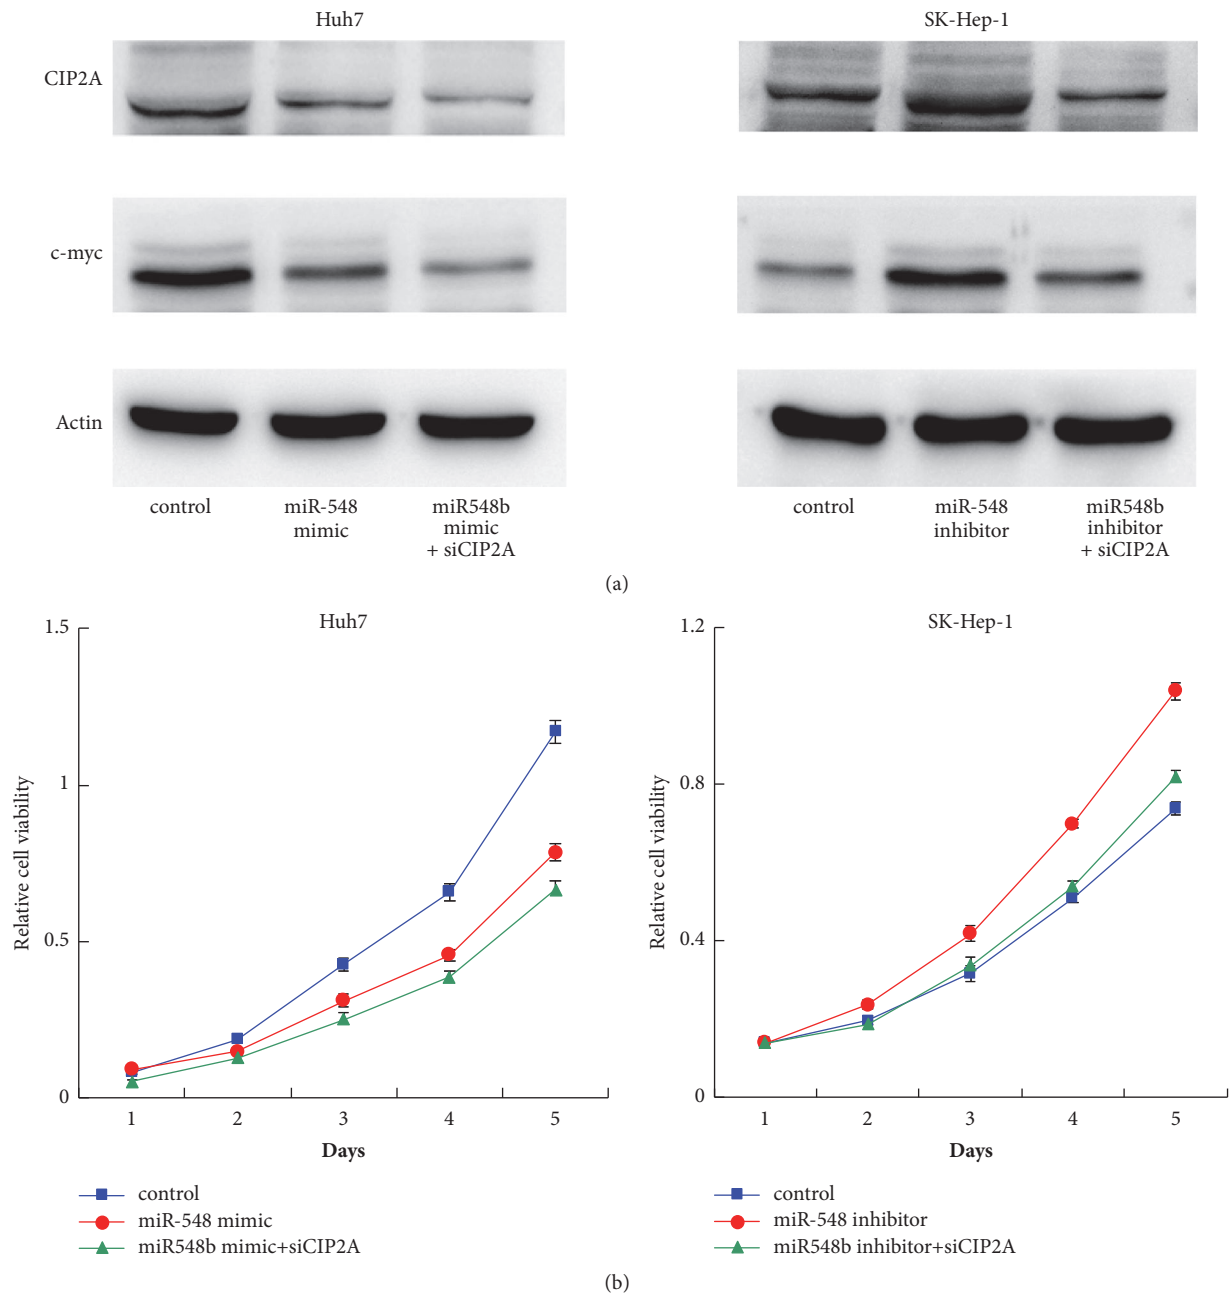 Huh7
SK-Hep-1
CIP2A
c-myc
Actin
control
miR-548
mimic
miR548b
mimic
+ siCIP2A
control
miR-548
inhibitor
miR548b
inhibitor
+ siCIP2A
(a)
Huh7
1.5
1
0.5
0
Relative cell viability
1 2 3 4 5
Days
control
miR-548 mimic
miR548b mimic+siCIP2A
SK-Hep-1
1.2
0.8
0.4
0
Relative cell viability
1 2 3 4 5
Days
control
miR-548 inhibitor
miR548b inhibitor+siCIP2A
(b)